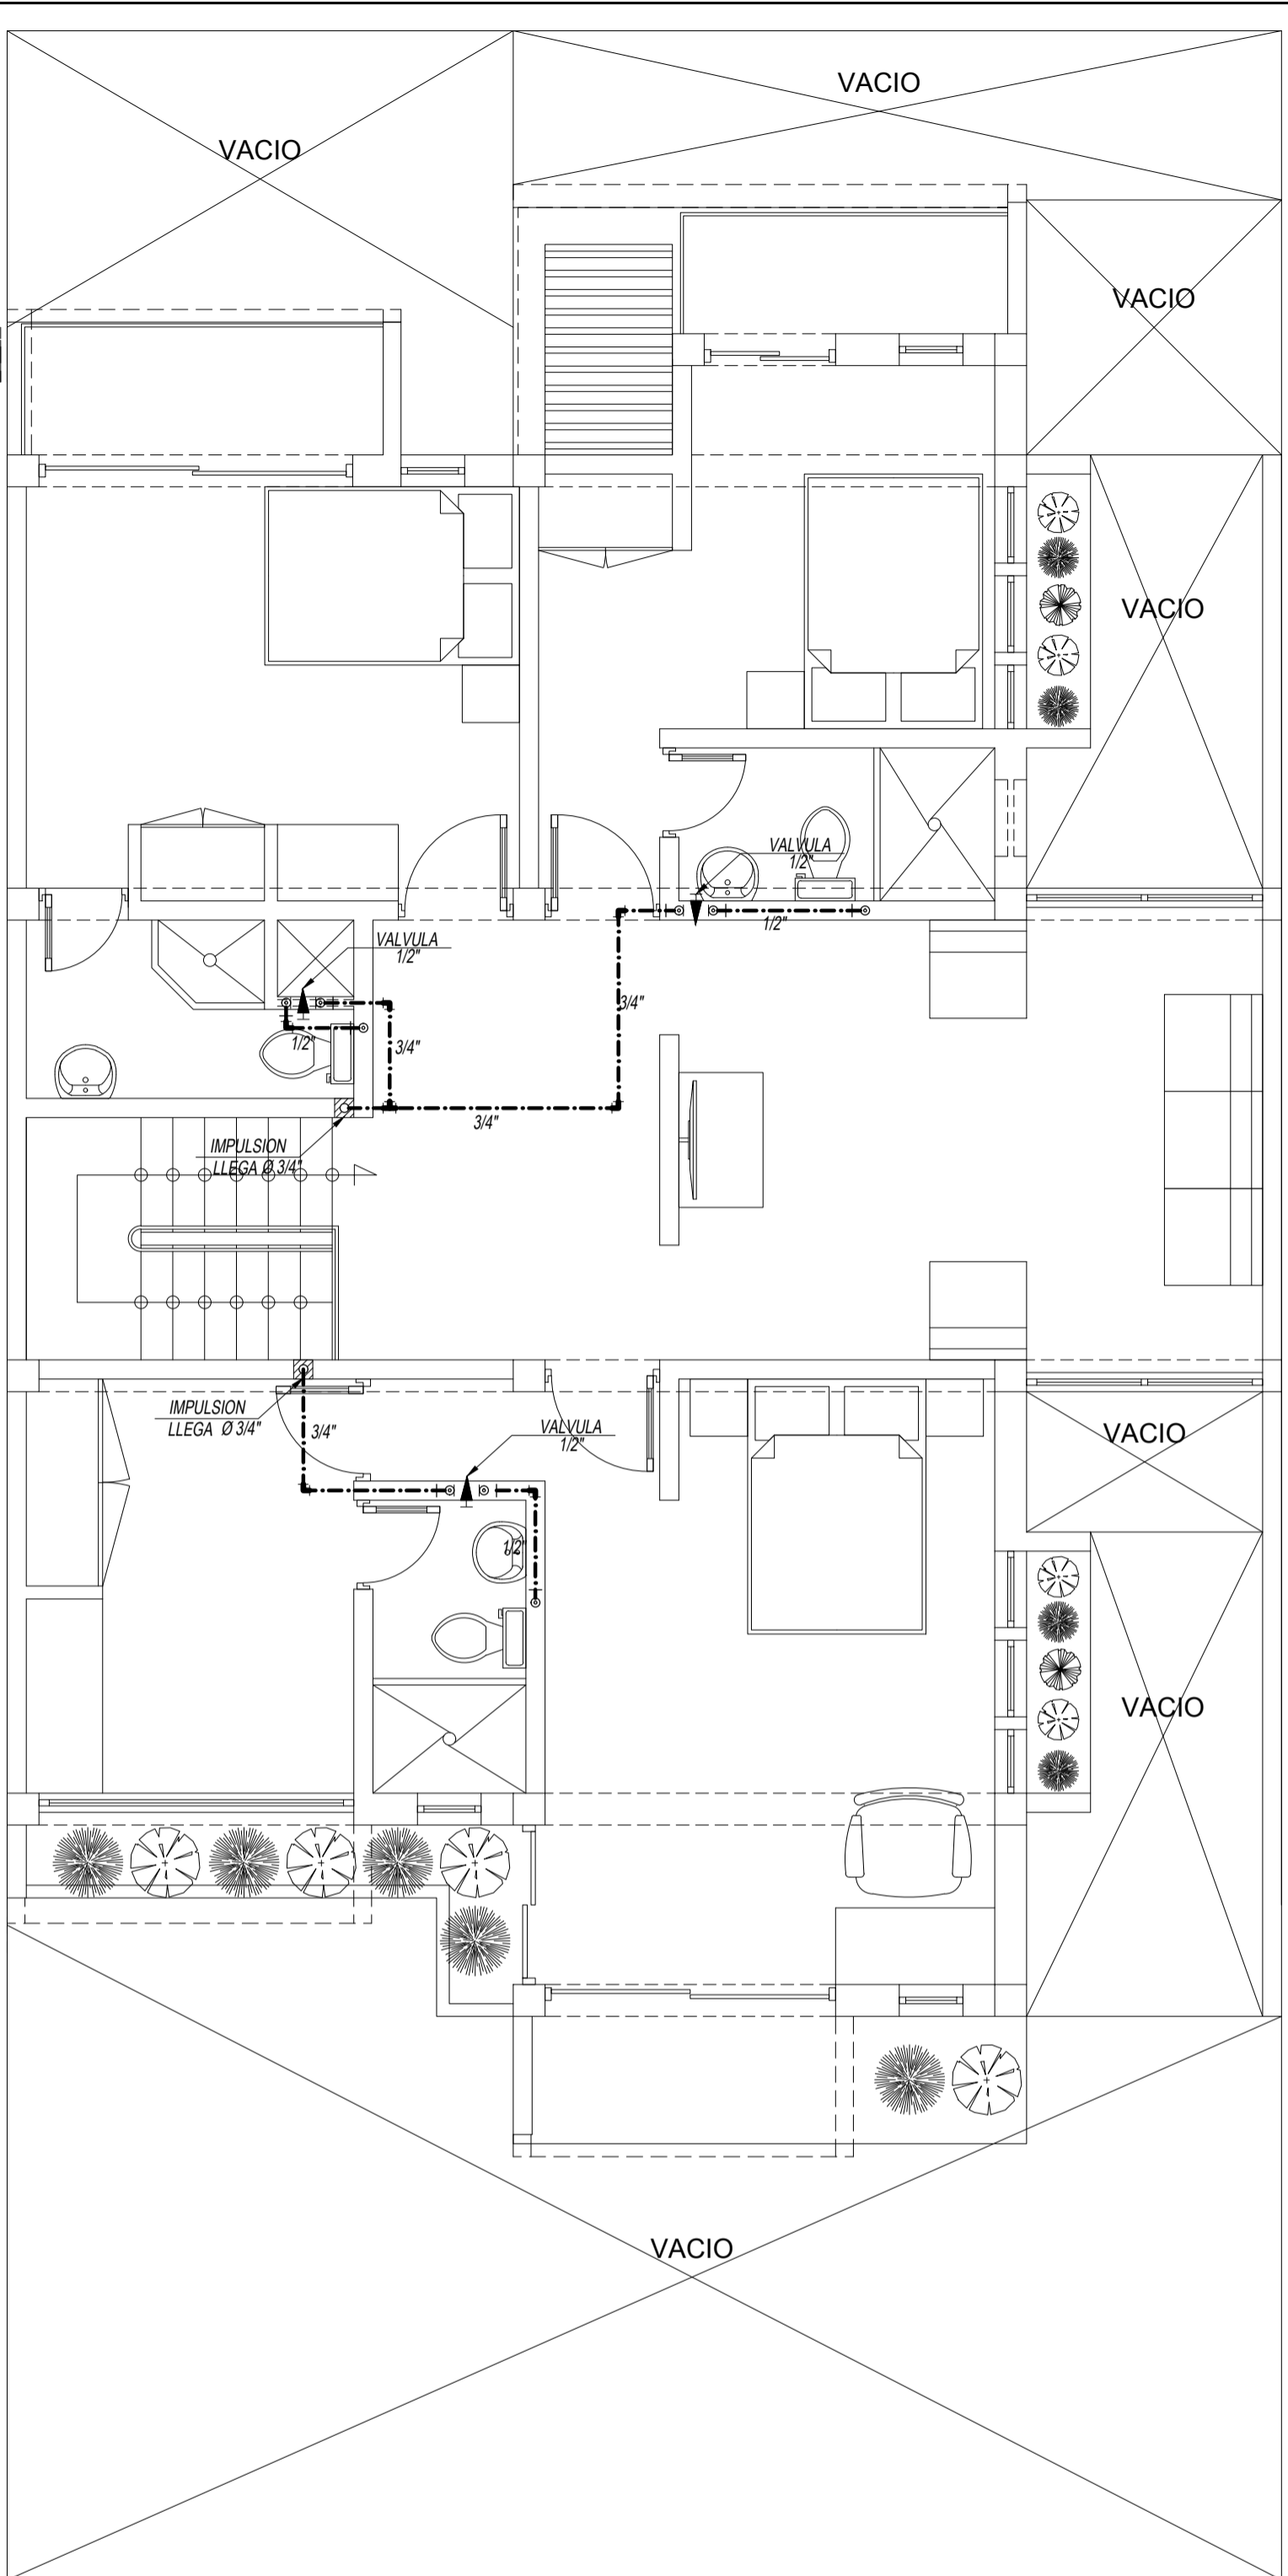 VACIO
VACIO
VACIO
VACIO
VALVULA
1/2"
1/2"
VALVULA
1/2"
3/4"
1/2"
3/4"
3/4"
IMPULSION
LLEGA Ø 3/4"
IMPULSION
LLEGA Ø 3/4"
3/4"
VALVULA
1/2"
VACIO
1/2"
VACIO
VACIO